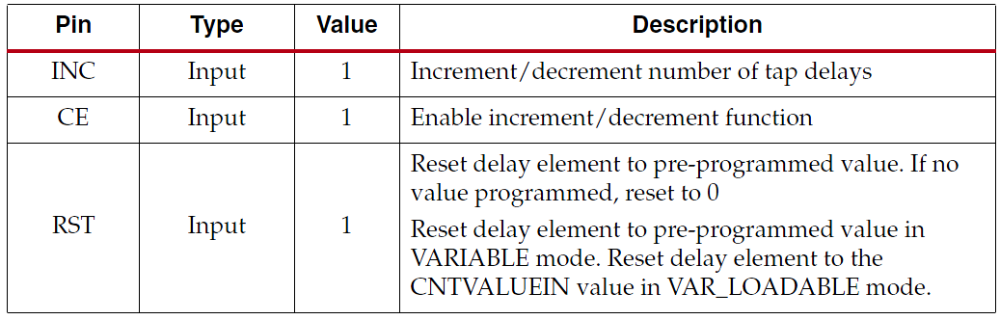 Pin Type Value Description
INC Input 1 Increment/decrement number of tap delays
CE Input 1 Enable increment/decrement function
RST Input 1 Reset delay element to pre-programmed value. If no
value programmed, reset to 0
Reset delay element to pre-programmed value in
VARIABLE mode. Reset delay element to the
CNTVALUEIN value in VAR_LOADABLE mode.